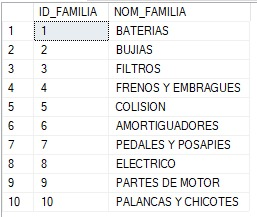 ID_FAMILIA NOM_FAMILIA
1 1 BATERIAS
2 2 BUJIAS
3 3 FILTROS
4 4 FRENOS Y EMBRAGUES
5 5 COLISION
6 6 AMORTIGUADORES
7 7 PEDALES Y POSAPIES
8 8 ELECTRICO
9 9 PARTES DE MOTOR
10 10 PALANCAS Y CHICOTES